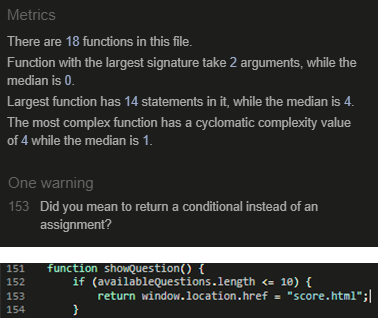 Metrics
There are 18 functions in this file.
Function with the largest signature take 2 arguments, while the
median is 0.
Largest function has 14 statements in it, while the median is 4.
The most complex function has a cyclomatic complexity value
of 4 while the median is 1.
One warning
153 Did you mean to return a conditional instead of an
assignment?
151 function showQuestion() {
152 if (availableQuestions.length <= 10) {
153 return window.location.href = "score.html";
154 }